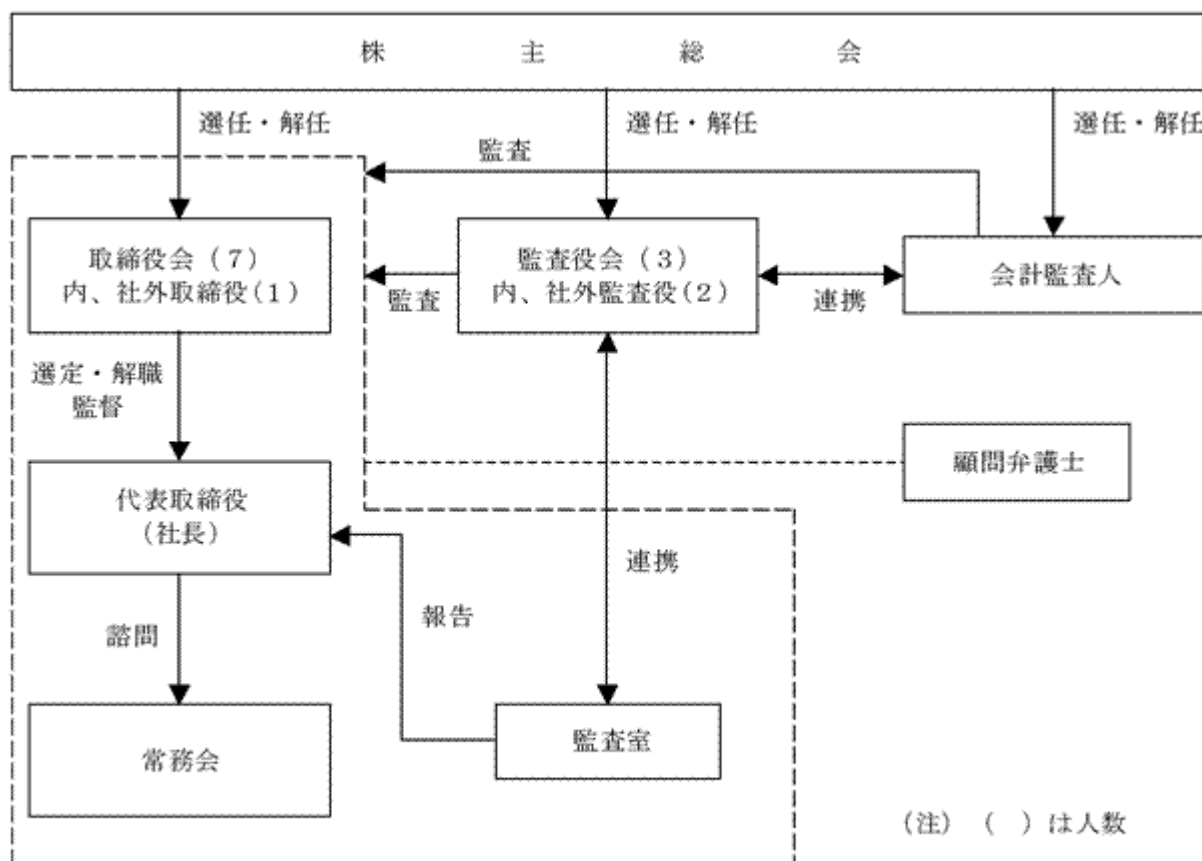 株主総会
選任・解任
選任・解任
選任・解任
監査
取締役会(7)
内、社外取締役(1)
監査
監査役会(3)
内、社外監査役(2)
連携
会計監査人
選定・解職
監督
顧問弁護士
代表取締役
(社長)
連携
報告
諮問
監査室
常務会
(注) ( )は人数